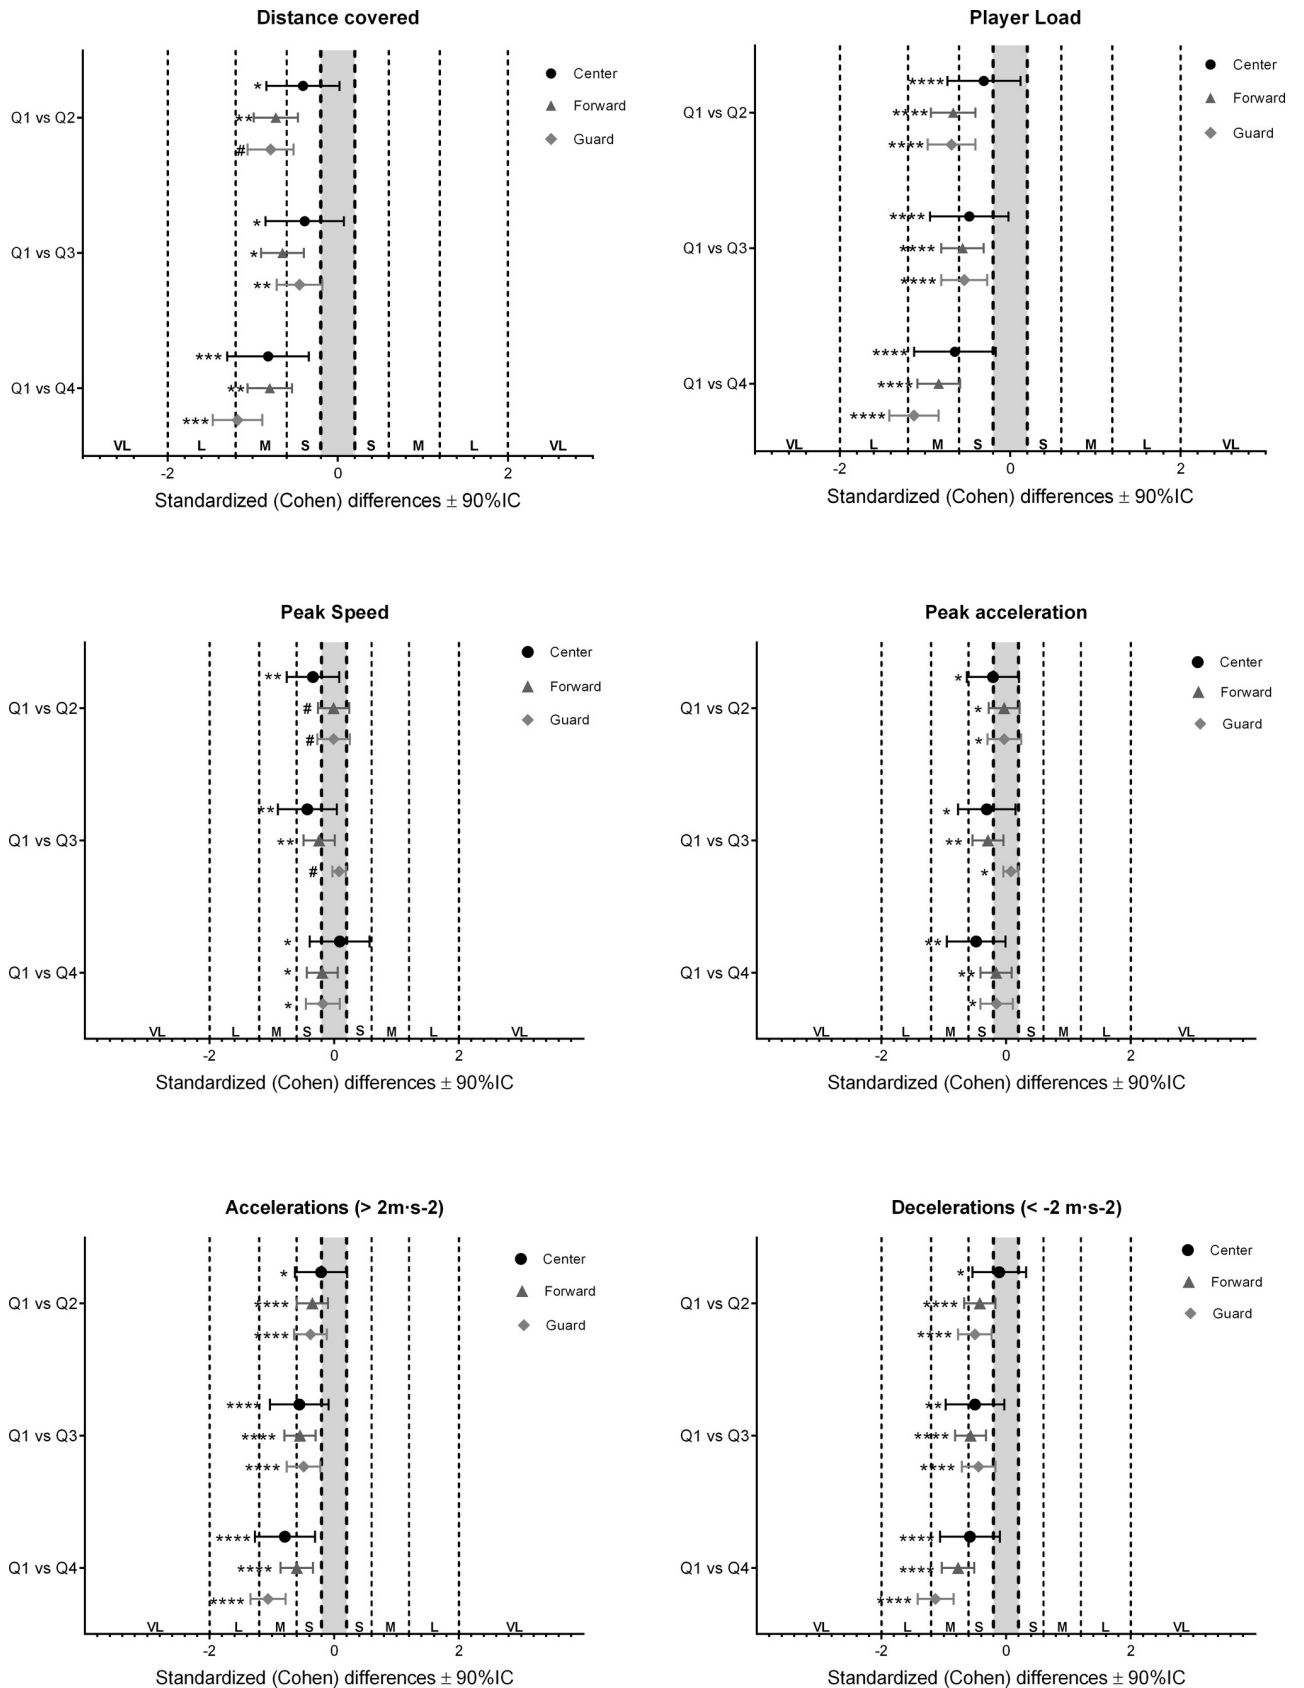 Distance covered
Center
Forward
Guard
Q1 vs Q2
*
**
#
Q1 vs Q3
*
*
**
Q1 vs Q4
***
**
***
VL L M S S M L VL
-2 0 2
Standardized (Cohen) differences ± 90%IC
Player Load
Center
Forward
Guard
Q1 vs Q2
****
****
****
Q1 vs Q3
****
****
****
Q1 vs Q4
****
****
****
VL L M S S M L VL
-2 0 2
Standardized (Cohen) differences ± 90%IC
Peak Speed
Center
Forward
Guard
Q1 vs Q2
**
#
#
Q1 vs Q3
**
**
#
Q1 vs Q4
*
*
*
VL L M S S M L VL
-2 0 2
Standardized (Cohen) differences ± 90%IC
Peak acceleration
Center
Forward
Guard
Q1 vs Q2
*
*
*
Q1 vs Q3
*
**
*
Q1 vs Q4
**
**
*
VL L M S S M L VL
-2 0 2
Standardized (Cohen) differences ± 90%IC
Accelerations (> 2m·s-2)
Center
Forward
Guard
Q1 vs Q2
*
****
****
Q1 vs Q3
****
****
****
Q1 vs Q4
****
****
****
VL L M S S M L VL
-2 0 2
Standardized (Cohen) differences ± 90%IC
Decelerations (< -2 m·s-2)
Center
Forward
Guard
Q1 vs Q2
*
****
****
Q1 vs Q3
**
****
****
Q1 vs Q4
****
****
****
VL L M S S M L VL
-2 0 2
Standardized (Cohen) differences ± 90%IC